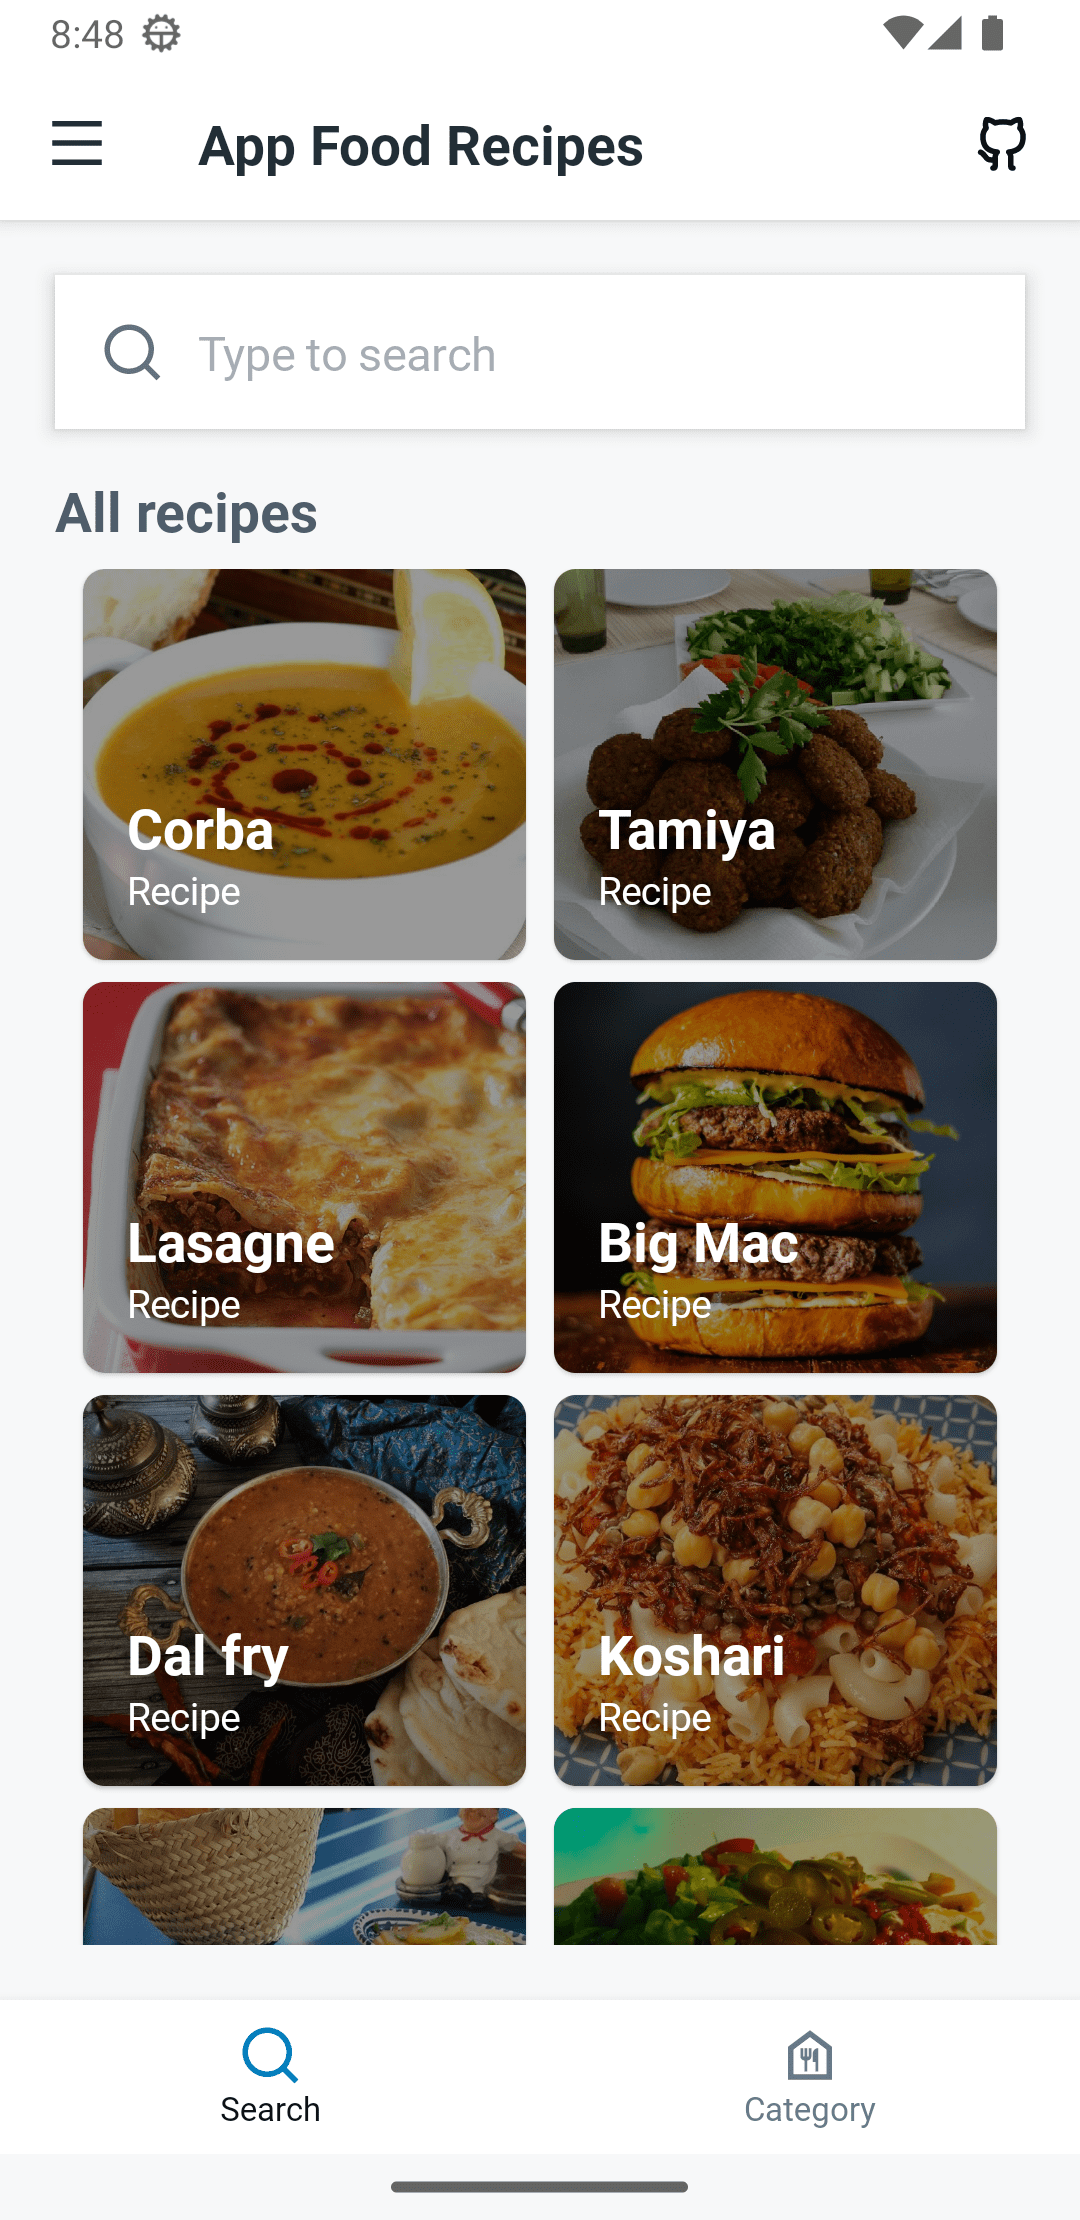 8:48
App Food Recipes
Type to search
All recipes
Corba
Recipe
Tamiya
Recipe
Lasagne
Recipe
Big Mac
Recipe
Dal fry
Recipe
Koshari
Recipe
Search
Category